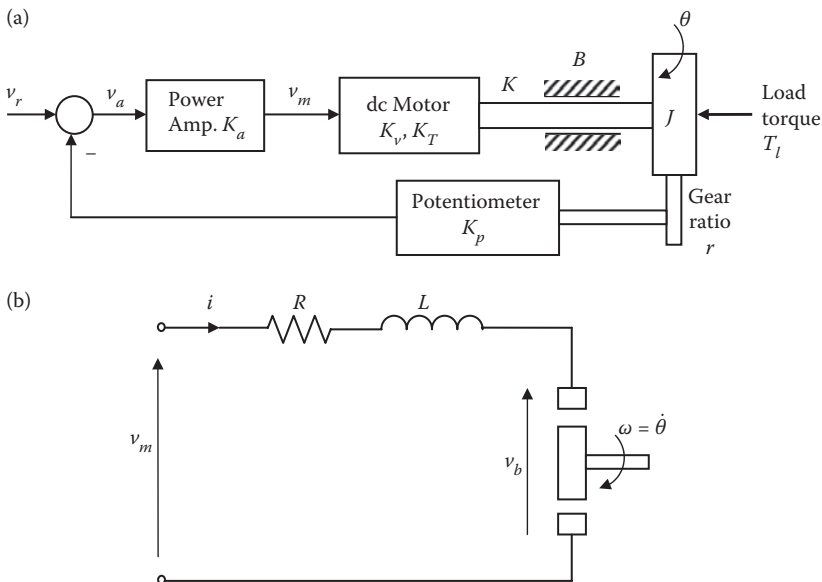 (a)
θ
v_r
v_a
Power
Amp. K_a
v_m
dc Motor
K_v, K_T
K
B
J
Load
torque
T_l
−
Potentiometer
K_p
Gear
ratio
r
(b)
i
R
L
v_m
v_b
ω = θ̇